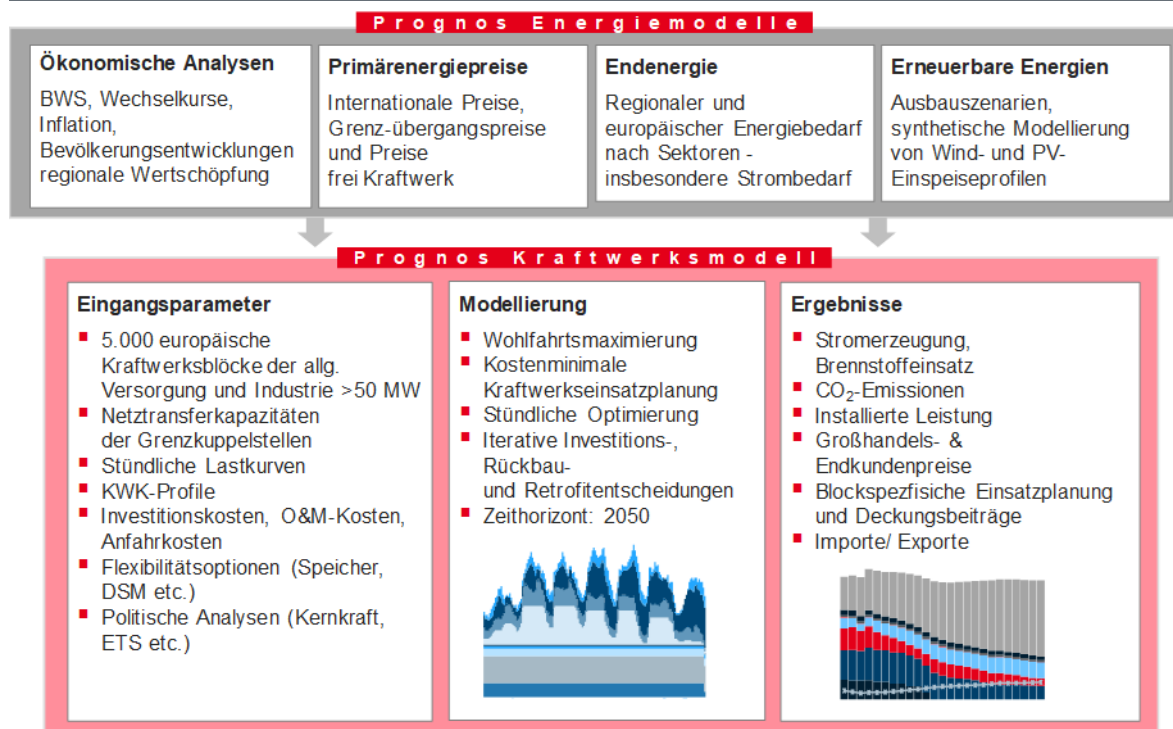 Prognos Energiemodelle
Ökonomische Analysen
BWS, Wechselkurse,
Inflation,
Bevölkerungsentwicklungen
regionale Wertschöpfung
Primärenergiepreise
Internationale Preise,
Grenz-übergangspreise
und Preise
frei Kraftwerk
Endenergie
Regionaler und
europäischer Energiebedarf
nach Sektoren -
insbesondere Strombedarf
Erneuerbare Energien
Ausbauszenarien,
synthetische Modellierung
von Wind- und PV-
Einspeiseprofilen
Prognos Kraftwerksmodell
Eingangsparameter
▪ 5.000 europäische
Kraftwerksblöcke der allg.
Versorgung und Industrie >50 MW
▪ Netztransferkapazitäten
der Grenzkuppelstellen
▪ Stündliche Lastkurven
▪ KWK-Profile
▪ Investitionskosten, O&M-Kosten,
Anfahrkosten
▪ Flexibilitätsoptionen (Speicher,
DSM etc.)
▪ Politische Analysen (Kernkraft,
ETS etc.)
Modellierung
▪ Wohlfahrtsmaximierung
▪ Kostenminimale
Kraftwerkseinsatzplanung
▪ Stündliche Optimierung
▪ Iterative Investitions-,
Rückbau-
und Retrofitentscheidungen
▪ Zeithorizont: 2050
Ergebnisse
▪ Stromerzeugung,
Brennstoffeinsatz
▪ CO₂-Emissionen
▪ Installierte Leistung
▪ Großhandels- &
Endkundenpreise
▪ Blockspezfisiche Einsatzplanung
und Deckungsbeiträge
▪ Importe/ Exporte